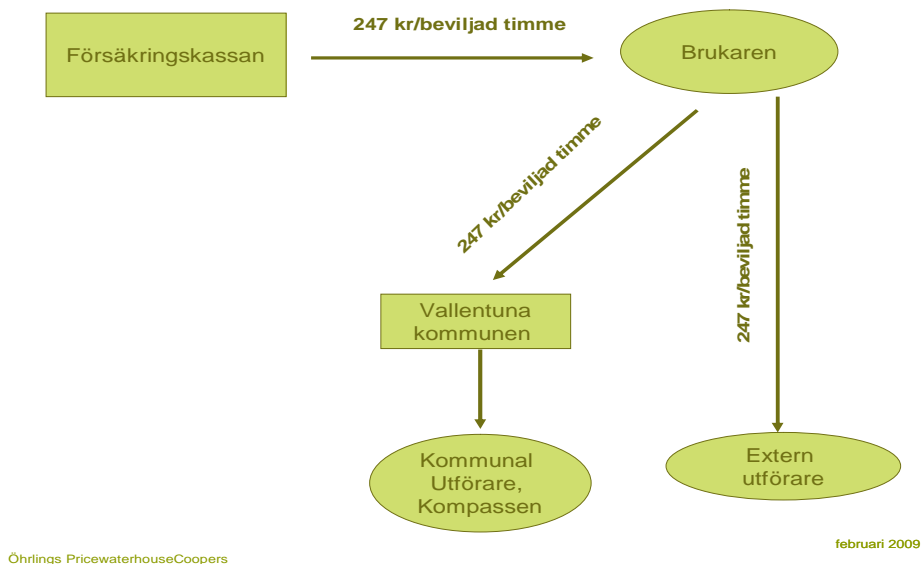 247 kr/beviljad timme
Försäkringskassan
Brukaren
247 kr/beviljad timme
247 kr/beviljad timme
Vallentuna
kommunen
Kommunal
Utförare,
Kompassen
Extern
utförare
februari 2009
Öhrlings PricewaterhouseCoopers